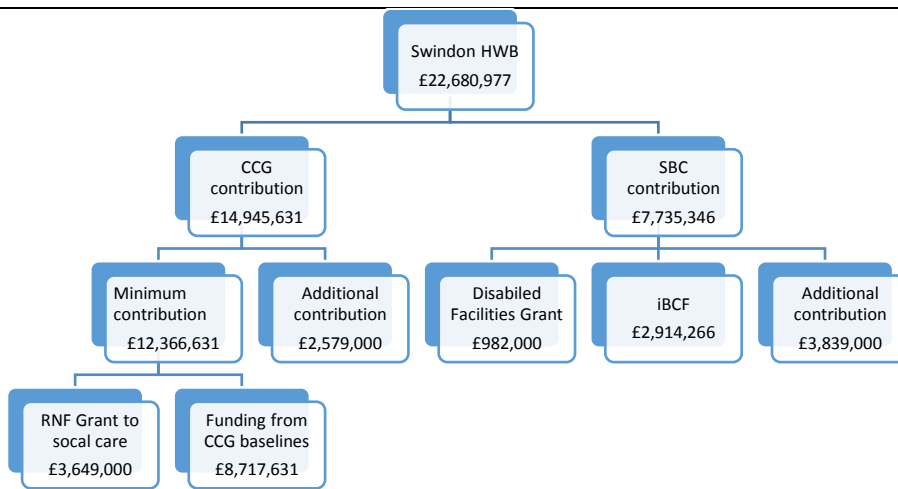 Swindon HWB
£22,680,977
CCG
contribution
£14,945,631
SBC
contribution
£7,735,346
Minimum
contribution
£12,366,631
Additional
contribution
£2,579,000
Disabiled
Facilities Grant
£982,000
iBCF
£2,914,266
Additional
contribution
£3,839,000
RNF Grant to
socal care
£3,649,000
Funding from
CCG baselines
£8,717,631